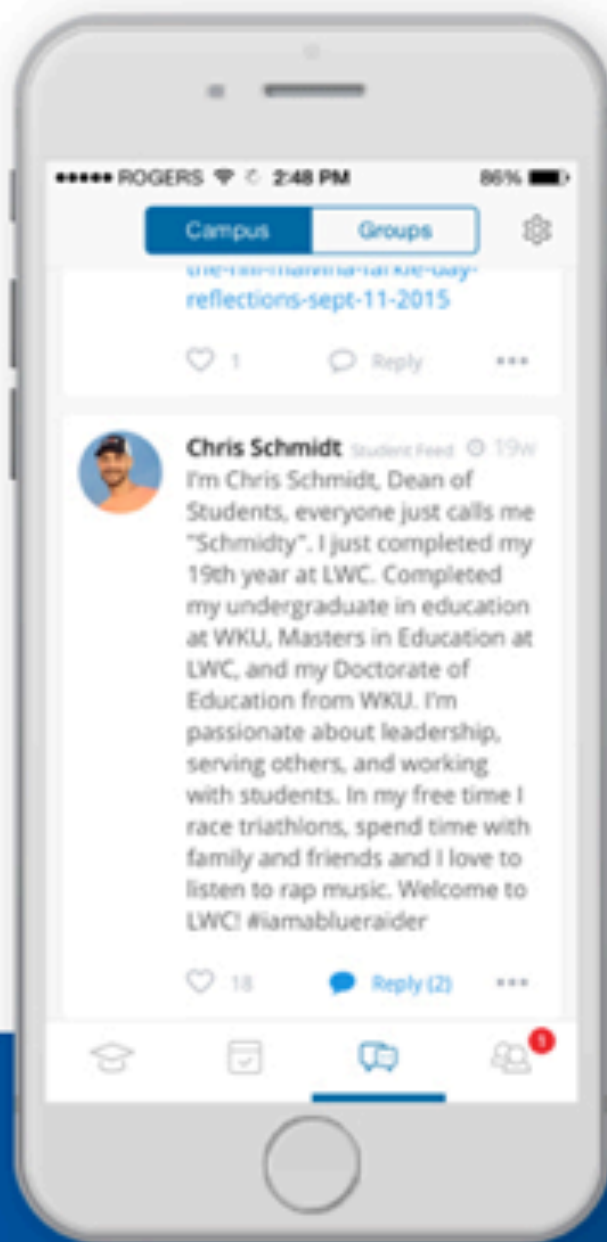 ROGERS 2:48 PM 86%
Campus Groups
reflections-sept-11-2015
1 Reply
Chris Schmidt Student Feed 19w
I'm Chris Schmidt, Dean of
Students, everyone just calls me
"Schmidty". I just completed my
19th year at LWC. Completed
my undergraduate in education
at WKU, Masters in Education at
LWC, and my Doctorate of
Education from WKU. I'm
passionate about leadership,
serving others, and working
with students. In my free time I
race triathlons, spend time with
family and friends and I love to
listen to rap music. Welcome to
LWC! #iamablueraider
18 Reply (2)
1